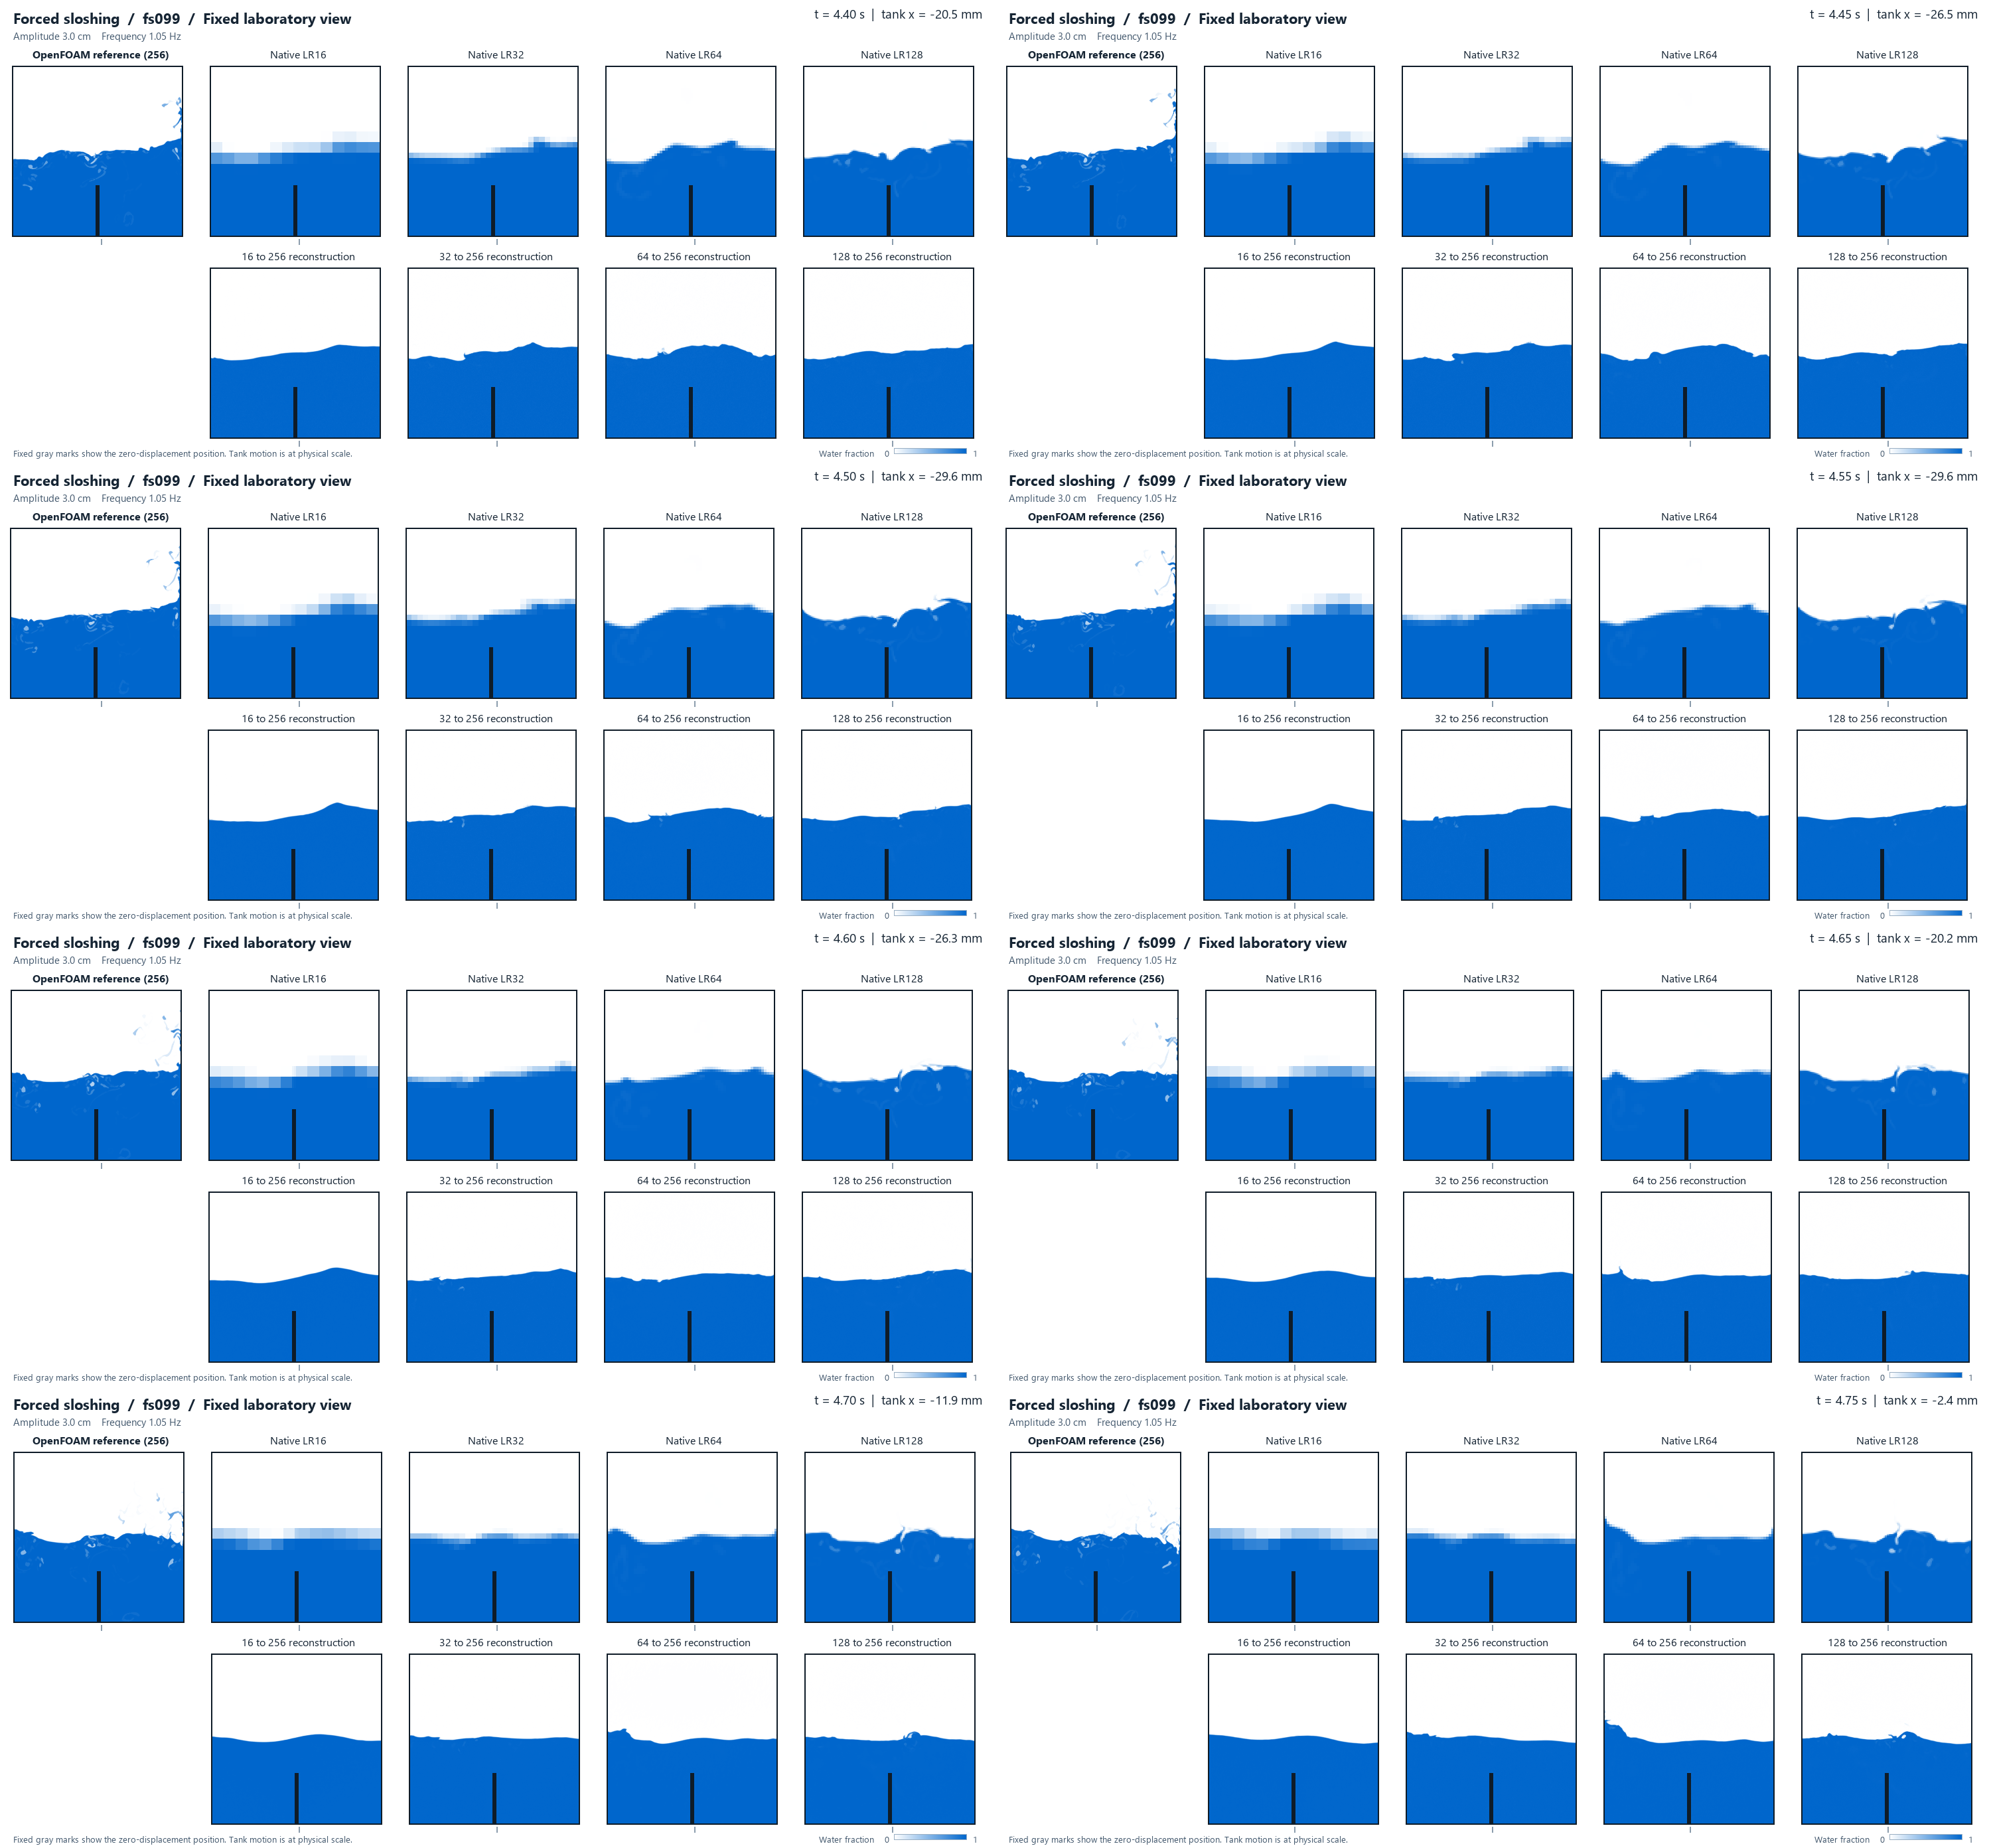 Forced sloshing / fs099 / Fixed laboratory view
t = 4.40 s | tank x = -20.5 mm
Amplitude 3.0 cm Frequency 1.05 Hz
OpenFOAM reference (256) Native LR16 Native LR32 Native LR64 Native LR128
16 to 256 reconstruction 32 to 256 reconstruction 64 to 256 reconstruction 128 to 256 reconstruction
Fixed gray marks show the zero-displacement position. Tank motion is at physical scale.
Water fraction 0 1
Forced sloshing / fs099 / Fixed laboratory view
t = 4.45 s | tank x = -26.5 mm
Amplitude 3.0 cm Frequency 1.05 Hz
OpenFOAM reference (256) Native LR16 Native LR32 Native LR64 Native LR128
16 to 256 reconstruction 32 to 256 reconstruction 64 to 256 reconstruction 128 to 256 reconstruction
Fixed gray marks show the zero-displacement position. Tank motion is at physical scale.
Water fraction 0 1
Forced sloshing / fs099 / Fixed laboratory view
t = 4.50 s | tank x = -29.6 mm
Amplitude 3.0 cm Frequency 1.05 Hz
OpenFOAM reference (256) Native LR16 Native LR32 Native LR64 Native LR128
16 to 256 reconstruction 32 to 256 reconstruction 64 to 256 reconstruction 128 to 256 reconstruction
Fixed gray marks show the zero-displacement position. Tank motion is at physical scale.
Water fraction 0 1
Forced sloshing / fs099 / Fixed laboratory view
t = 4.55 s | tank x = -29.6 mm
Amplitude 3.0 cm Frequency 1.05 Hz
OpenFOAM reference (256) Native LR16 Native LR32 Native LR64 Native LR128
16 to 256 reconstruction 32 to 256 reconstruction 64 to 256 reconstruction 128 to 256 reconstruction
Fixed gray marks show the zero-displacement position. Tank motion is at physical scale.
Water fraction 0 1
Forced sloshing / fs099 / Fixed laboratory view
t = 4.60 s | tank x = -26.3 mm
Amplitude 3.0 cm Frequency 1.05 Hz
OpenFOAM reference (256) Native LR16 Native LR32 Native LR64 Native LR128
16 to 256 reconstruction 32 to 256 reconstruction 64 to 256 reconstruction 128 to 256 reconstruction
Fixed gray marks show the zero-displacement position. Tank motion is at physical scale.
Water fraction 0 1
Forced sloshing / fs099 / Fixed laboratory view
t = 4.65 s | tank x = -20.2 mm
Amplitude 3.0 cm Frequency 1.05 Hz
OpenFOAM reference (256) Native LR16 Native LR32 Native LR64 Native LR128
16 to 256 reconstruction 32 to 256 reconstruction 64 to 256 reconstruction 128 to 256 reconstruction
Fixed gray marks show the zero-displacement position. Tank motion is at physical scale.
Water fraction 0 1
Forced sloshing / fs099 / Fixed laboratory view
t = 4.70 s | tank x = -11.9 mm
Amplitude 3.0 cm Frequency 1.05 Hz
OpenFOAM reference (256) Native LR16 Native LR32 Native LR64 Native LR128
16 to 256 reconstruction 32 to 256 reconstruction 64 to 256 reconstruction 128 to 256 reconstruction
Fixed gray marks show the zero-displacement position. Tank motion is at physical scale.
Water fraction 0 1
Forced sloshing / fs099 / Fixed laboratory view
t = 4.75 s | tank x = -2.4 mm
Amplitude 3.0 cm Frequency 1.05 Hz
OpenFOAM reference (256) Native LR16 Native LR32 Native LR64 Native LR128
16 to 256 reconstruction 32 to 256 reconstruction 64 to 256 reconstruction 128 to 256 reconstruction
Fixed gray marks show the zero-displacement position. Tank motion is at physical scale.
Water fraction 0 1